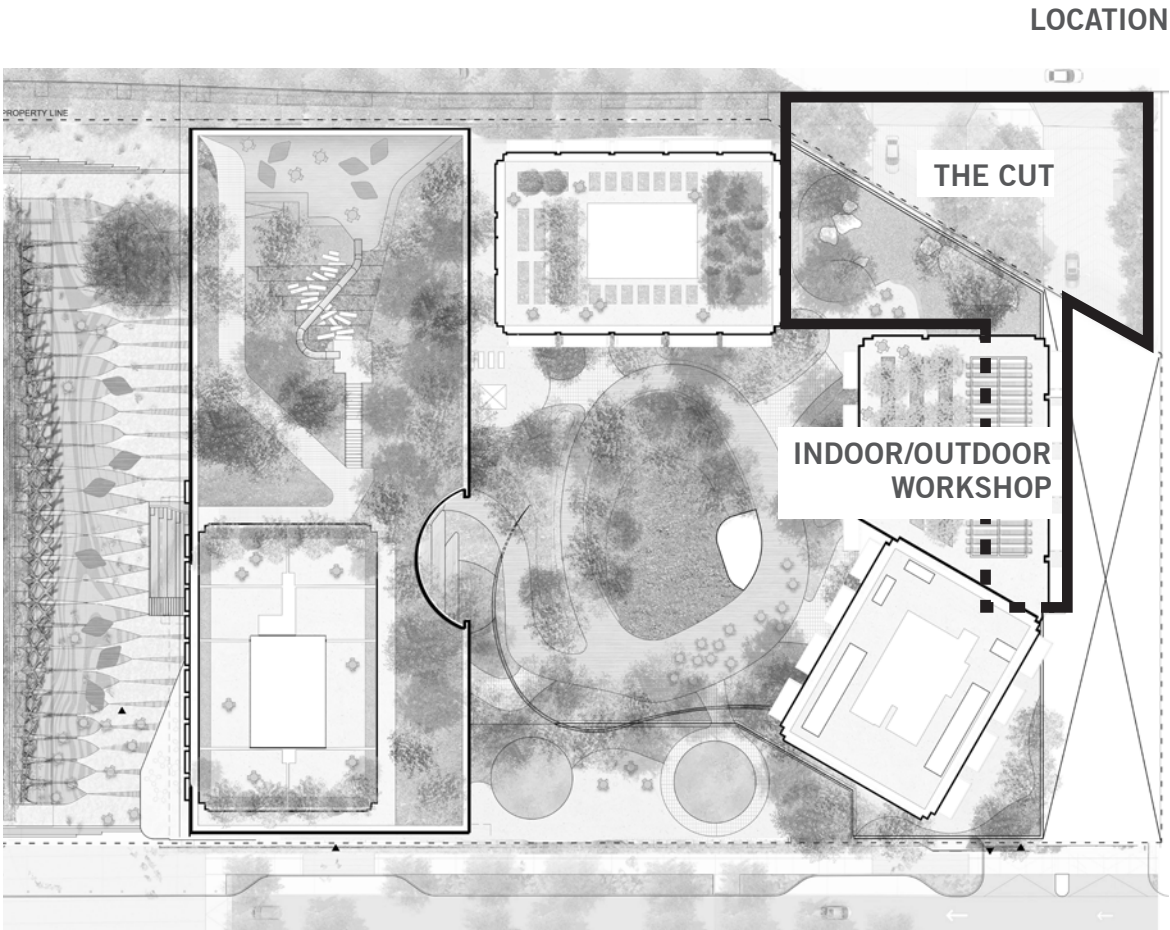 LOCATION
PROPERTY LINE
THE CUT
INDOOR/OUTDOOR
WORKSHOP